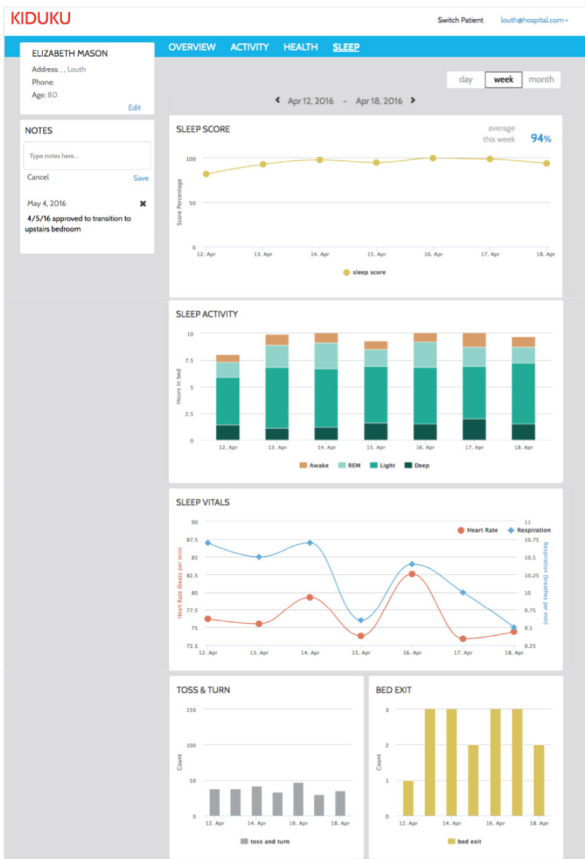 KIDUKU
Switch Patient
louth@hospital.com
OVERVIEW ACTIVITY HEALTH SLEEP
ELIZABETH MASON
Address: , , Louth
Phone:
Age: 80
Edit
NOTES
Type notes here...
Cancel Save
May 4, 2016 ✖
4/5/16 approved to transition to
upstairs bedroom
day week month
Apr 12, 2016 - Apr 18, 2016
SLEEP SCORE
average
this week
94%
Score Percentage
100
50
0
12. Apr 13. Apr 14. Apr 15. Apr 16. Apr 17. Apr 18. Apr
sleep score
SLEEP ACTIVITY
Hours in bed
10
7.5
5
2.5
0
12. Apr 13. Apr 14. Apr 15. Apr 16. Apr 17. Apr 18. Apr
Awake REM Light Deep
SLEEP VITALS
Heart Rate Respiration
Heart Rate (beats per min)
90
87.5
85
82.5
80
77.5
75
72.5
11
10.75
10.5
10.25
10
9.75
9.5
9.25
Respiration (breathes per min)
12. Apr 13. Apr 14. Apr 15. Apr 16. Apr 17. Apr 18. Apr
TOSS & TURN
Count
150
100
50
0
12. Apr 14. Apr 16. Apr 18. Apr
toss and turn
BED EXIT
Count
3
2
1
0
12. Apr 14. Apr 16. Apr 18. Apr
bed exit